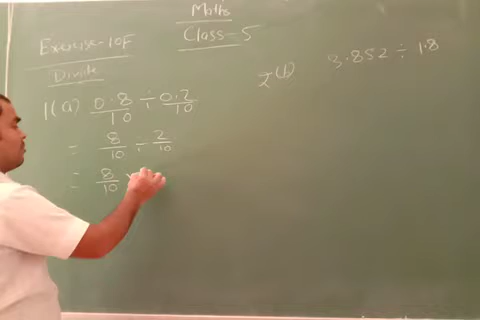 Maths
Class-5
Exercise-10F
Divide
1(a) 0.8/10 ÷ 0.2/10
= 8/10 ÷ 2/10
= 8/10 ×
2(f) 3.852 ÷ 1.8